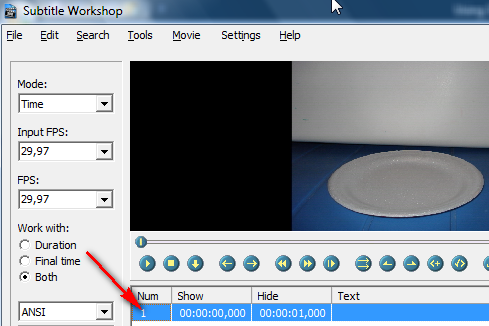 Subtitle Workshop
File Edit Search Tools Movie Settings Help
Mode:
Time
Input FPS:
29,97
FPS:
29,97
Work with:
Duration
Final time
Both
ANSI
Num Show Hide Text
1 00:00:00,000 00:00:01,000